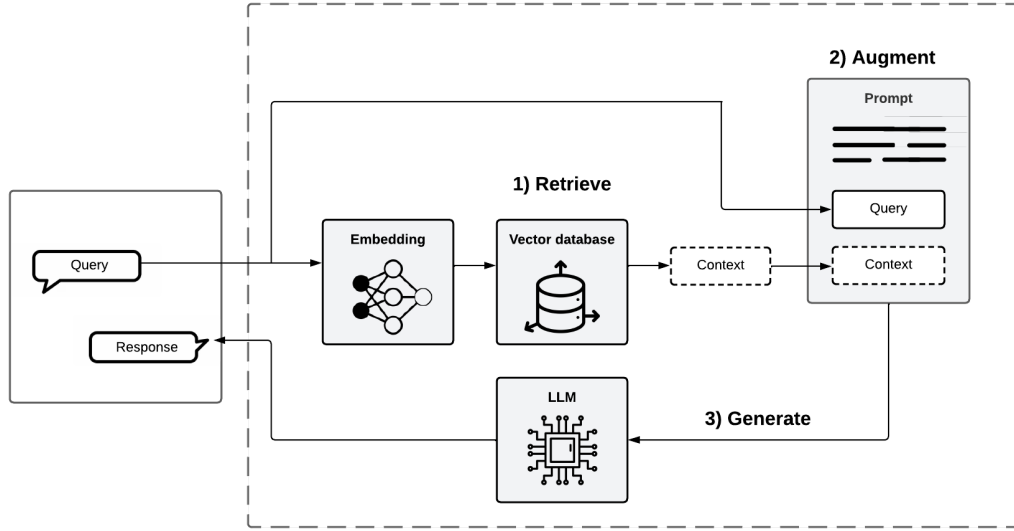 2) Augment
Prompt
1) Retrieve
Query
Embedding
Vector database
Query
Context
Context
Response
LLM
3) Generate